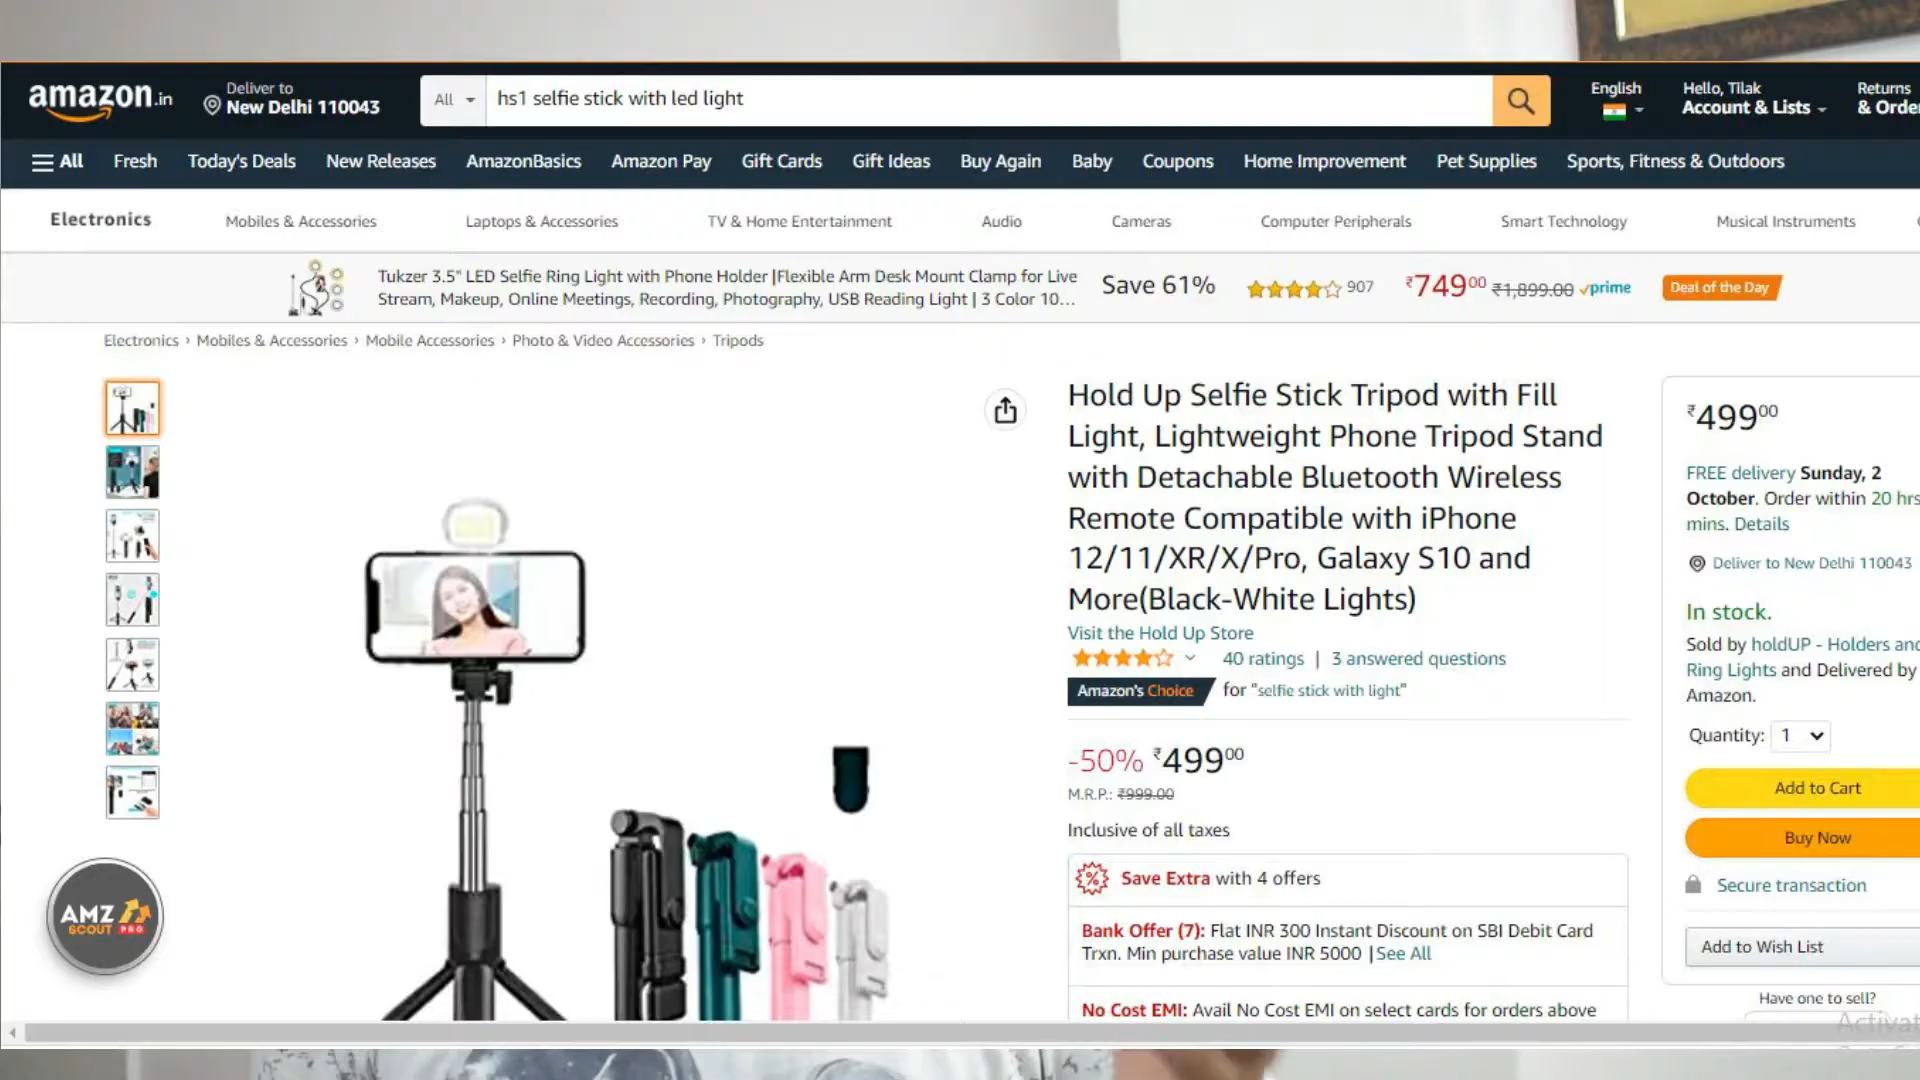 amazon.in
Deliver to
New Delhi 110043
All
hs1 selfie stick with led light
English
Hello, Tilak
Account & Lists
Returns
& Orde
All Fresh Today's Deals New Releases AmazonBasics Amazon Pay Gift Cards Gift Ideas Buy Again Baby Coupons Home Improvement Pet Supplies Sports, Fitness & Outdoors
Electronics Mobiles & Accessories Laptops & Accessories TV & Home Entertainment Audio Cameras Computer Peripherals Smart Technology Musical Instruments
Tukzer 3.5" LED Selfie Ring Light with Phone Holder |Flexible Arm Desk Mount Clamp for Live
Stream, Makeup, Online Meetings, Recording, Photography, USB Reading Light | 3 Color 10...
Save 61%
907
₹74900 ₹1,899.00 prime
Deal of the Day
Electronics › Mobiles & Accessories › Mobile Accessories › Photo & Video Accessories › Tripods
Hold Up Selfie Stick Tripod with Fill
Light, Lightweight Phone Tripod Stand
with Detachable Bluetooth Wireless
Remote Compatible with iPhone
12/11/XR/X/Pro, Galaxy S10 and
More(Black-White Lights)
Visit the Hold Up Store
40 ratings | 3 answered questions
Amazon's Choice for "selfie stick with light"
-50% ₹49900
M.R.P.: ₹999.00
Inclusive of all taxes
Save Extra with 4 offers
Bank Offer (7): Flat INR 300 Instant Discount on SBI Debit Card
Trxn. Min purchase value INR 5000 |See All
No Cost EMI: Avail No Cost EMI on select cards for orders above
₹49900
FREE delivery Sunday, 2
October. Order within 20 hrs
mins. Details
Deliver to New Delhi 110043
In stock.
Sold by holdUP - Holders and
Ring Lights and Delivered by
Amazon.
Quantity: 1
Add to Cart
Buy Now
Secure transaction
Add to Wish List
Have one to sell?
Activat
AMZ
SCOUT PRO